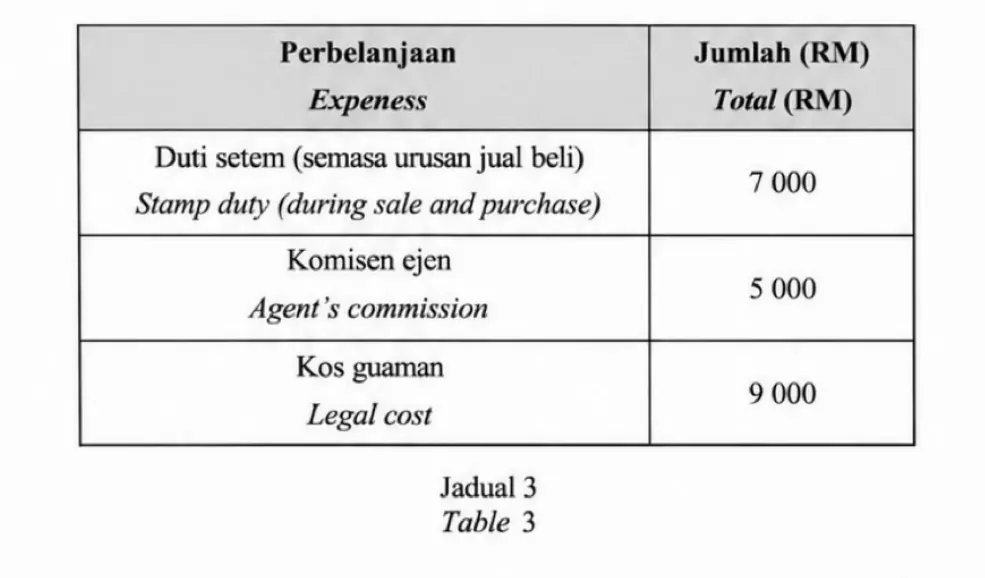 Perbelanjaan
Expeness
Jumlah (RM)
Total (RM)
Duti setem (semasa urusan jual beli)
Stamp duty (during sale and purchase)
7 000
Komisen ejen
Agent's commission
5 000
Kos guaman
Legal cost
9 000
Jadual 3
Table 3